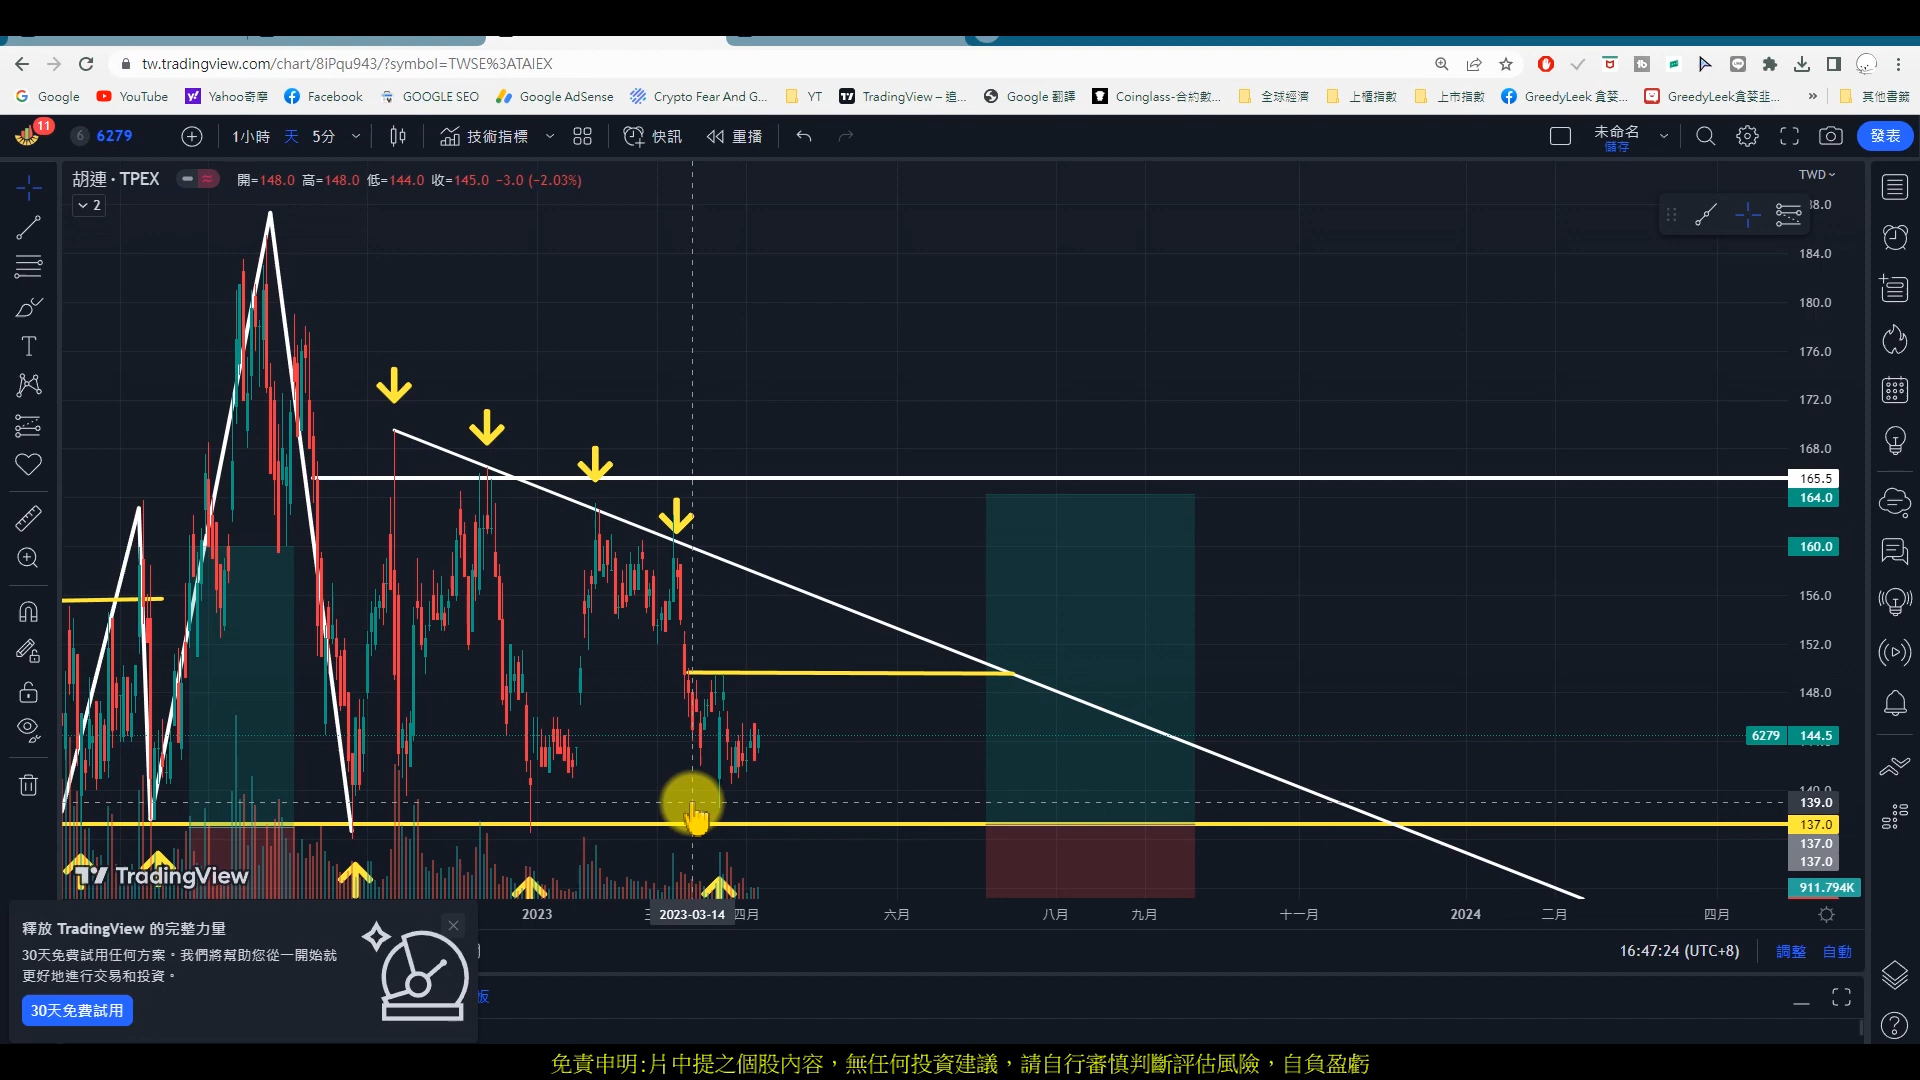 tw.tradingview.com/chart/8iPqu943/?symbol=TWSE%3ATAIEX
Google YouTube Yahoo奇摩 Facebook GOOGLE SEO Google AdSense Crypto Fear And G... YT TradingView – 追... Google 翻譯 Coinglass-合約數... 全球經濟 上櫃指數 上市指數 GreedyLeek 貪婪... GreedyLeek貪婪韭... » 其他書籤
11 6 6279 1小時 天 5分 技術指標 快訊 重播 未命名 發表
儲存
胡連 · TPEX 開=148.0 高=148.0 低=144.0 收=145.0 −3.0 (−2.03%) TWD
2
184.0
180.0
176.0
172.0
168.0
165.5
164.0
160.0
156.0
152.0
148.0
6279 144.5
139.0
137.0
137.0
137.0
TradingView
911.794K
2023 2023-03-14 四月 六月 八月 九月 十一月 2024 二月 四月
釋放 TradingView 的完整力量
30天免費試用任何方案。我們將幫助您從一開始就
更好地進行交易和投資。
30天免費試用
16:47:24 (UTC+8) 調整 自動
板
免責申明:片中提之個股內容，無任何投資建議，請自行審慎判斷評估風險，自負盈虧